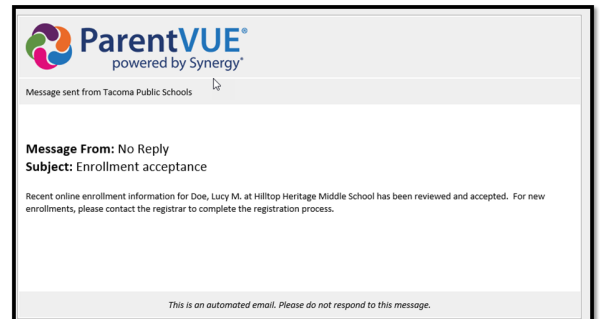 ParentVUE®
powered by Synergy®
Message sent from Tacoma Public Schools
Message From: No Reply
Subject: Enrollment acceptance
Recent online enrollment information for Doe, Lucy M. at Hilltop Heritage Middle School has been reviewed and accepted.  For new
enrollments, please contact the registrar to complete the registration process.
This is an automated email. Please do not respond to this message.